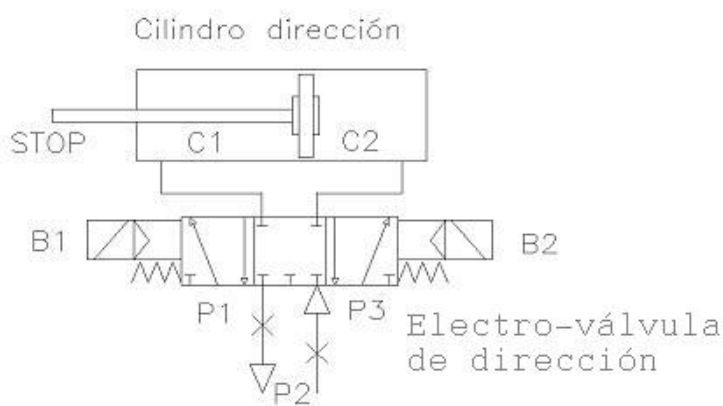 Cilindro dirección
STOP
C1
C2
B1
B2
P1
P3
P2
Electro-válvula
de dirección